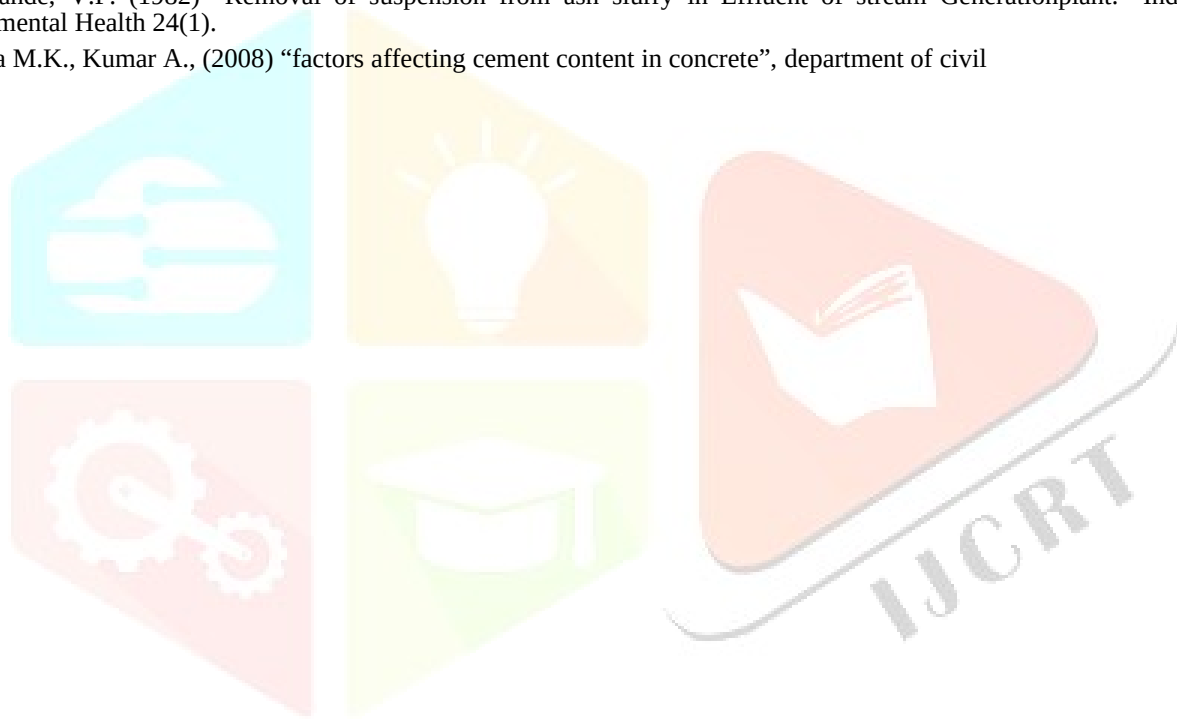 V.P. (1982) "Removal of suspension from ash slurry in Effluent of stream Generationplant."
mental Health 24(1).
a M.K., Kumar A., (2008) “factors affecting cement content in concrete”, department of civil
IJCRT